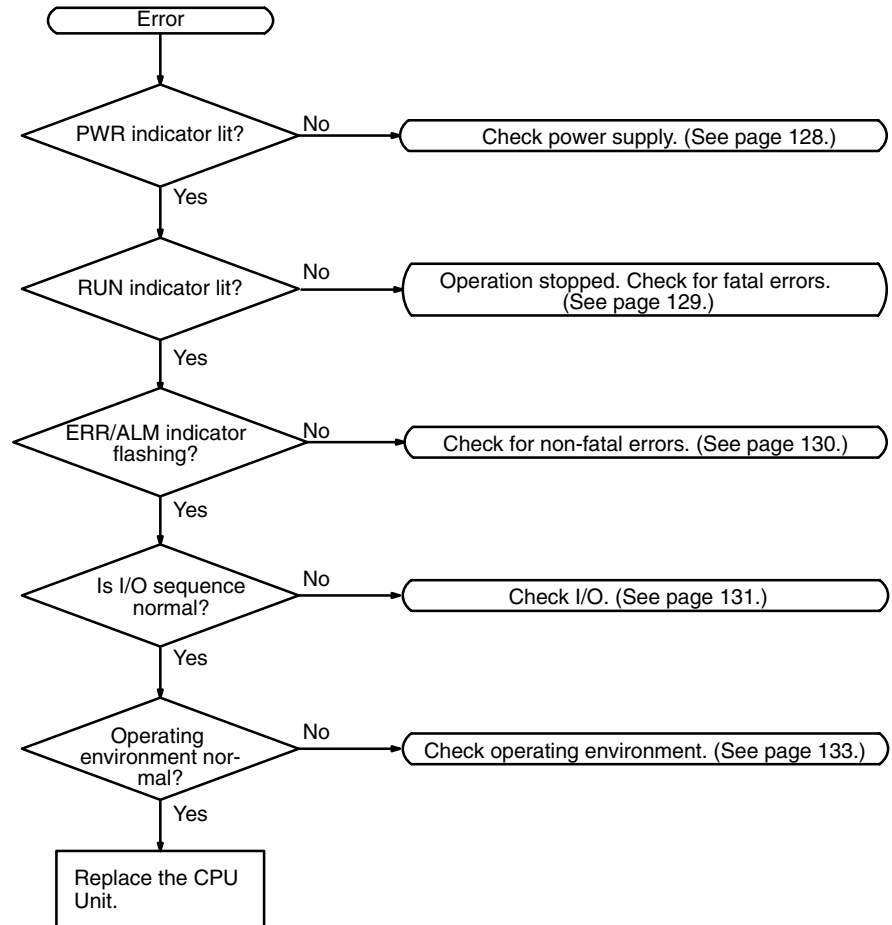 Error
PWR indicator lit?
No
Check power supply. (See page 128.)
Yes
RUN indicator lit?
No
Operation stopped. Check for fatal errors.
(See page 129.)
Yes
ERR/ALM indicator
flashing?
No
Check for non-fatal errors. (See page 130.)
Yes
Is I/O sequence
normal?
No
Check I/O. (See page 131.)
Yes
Operating
environment nor-
mal?
No
Check operating environment. (See page 133.)
Yes
Replace the CPU
Unit.